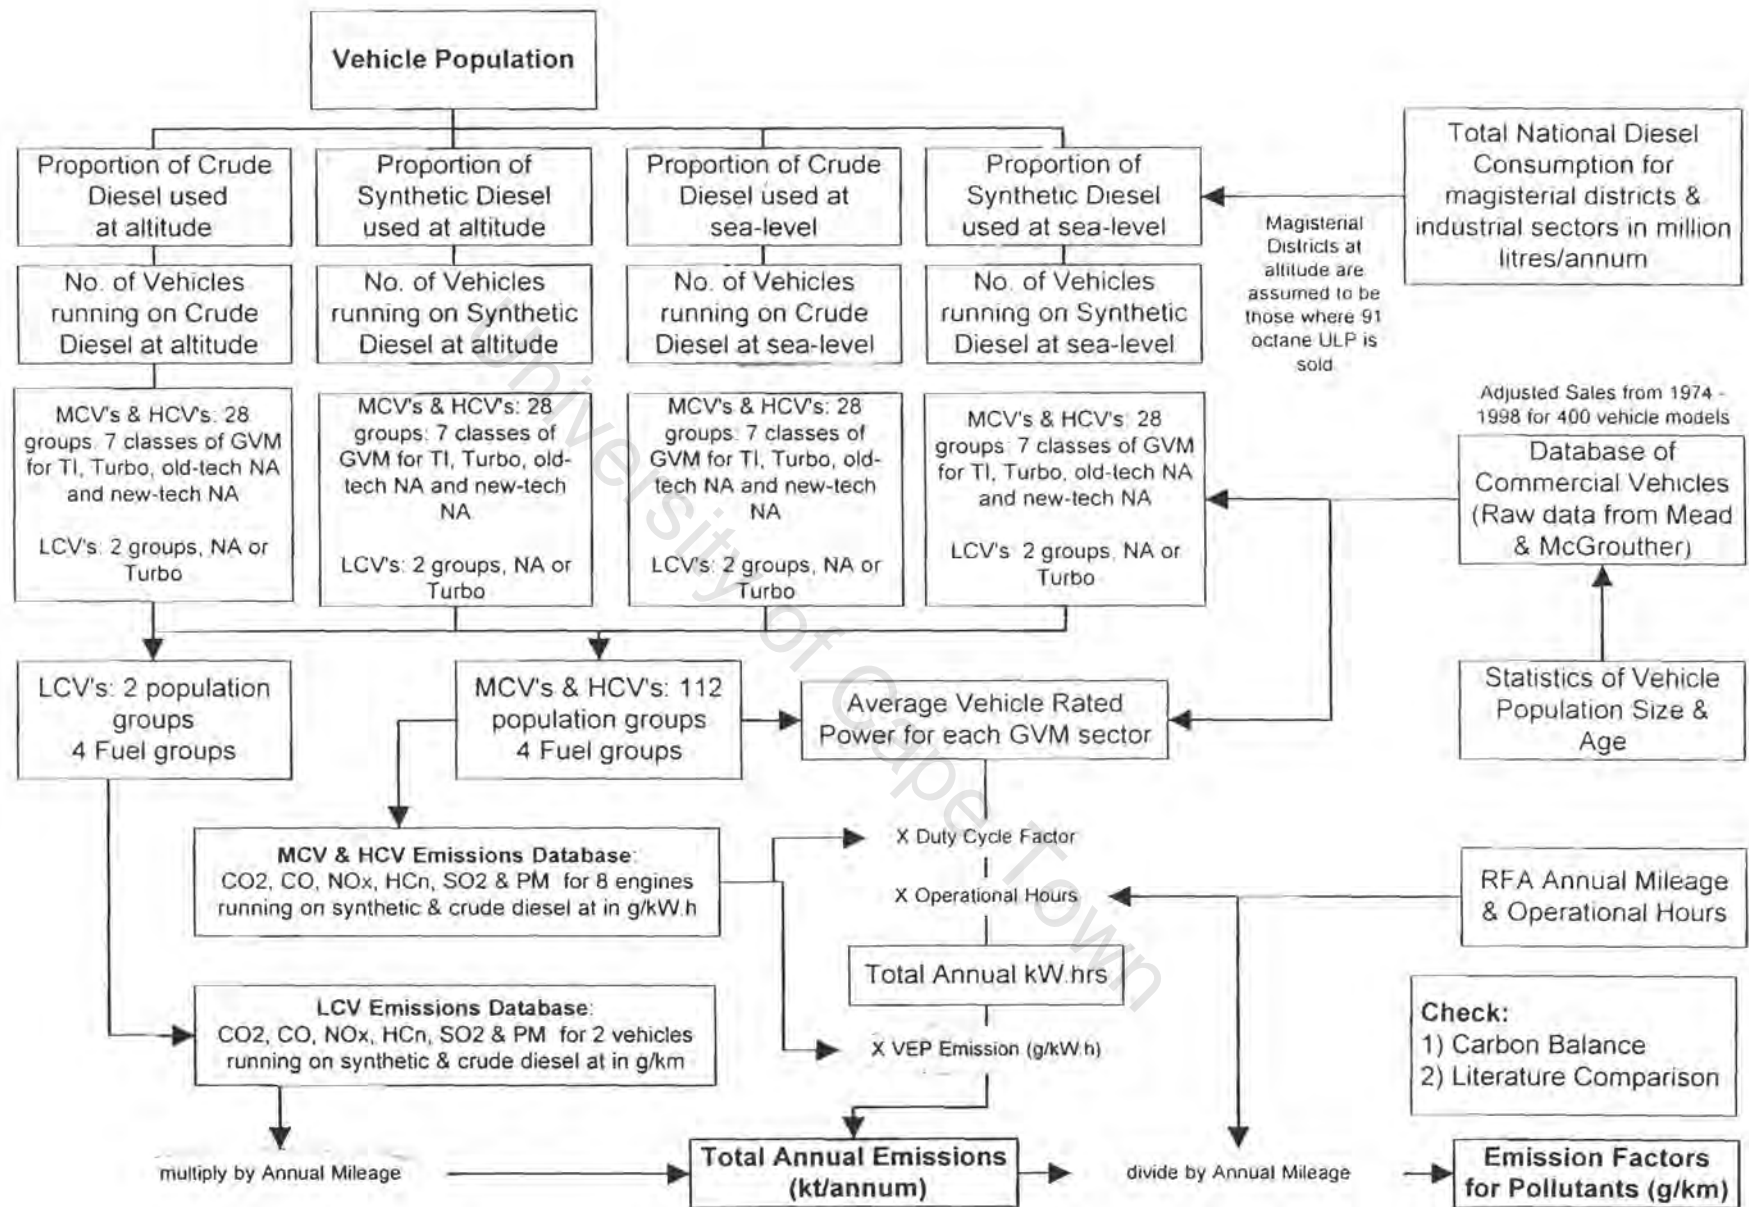 Vehicle Population
Proportion of Crude
Diesel used
at altitude
Proportion of
Synthetic Diesel
used at altitude
Proportion of Crude
Diesel used at
sea-level
Proportion of
Synthetic Diesel
used at sea-level
Total National Diesel
Consumption for
magisterial districts &
industrial sectors in million
litres/annum
Magisterial
Districts at
altitude are
assumed to be
those where 91
octane ULP is
sold
No. of Vehicles
running on Crude
Diesel at altitude
No. of Vehicles
running on Synthetic
Diesel at altitude
No. of Vehicles
running on Crude
Diesel at sea-level
No. of Vehicles
running on Synthetic
Diesel at sea-level
MCV's & HCV's: 28
groups: 7 classes of GVM
for TI, Turbo, old-tech NA
and new-tech NA
LCV's: 2 groups, NA or
Turbo
MCV's & HCV's: 28
groups: 7 classes of
GVM for TI, Turbo, old-
tech NA and new-tech
NA
LCV's: 2 groups, NA or
Turbo
MCV's & HCV's: 28
groups: 7 classes of
GVM for TI, Turbo, old-
tech NA and new-tech
NA
LCV's: 2 groups, NA or
Turbo
MCV's & HCV's: 28
groups: 7 classes of GVM
for TI, Turbo, old-tech NA
and new-tech NA
LCV's: 2 groups, NA or
Turbo
Adjusted Sales from 1974 -
1998 for 400 vehicle models
Database of
Commercial Vehicles
(Raw data from Mead
& McGrouther)
Statistics of Vehicle
Population Size &
Age
LCV's: 2 population
groups
4 Fuel groups
MCV's & HCV's: 112
population groups
4 Fuel groups
Average Vehicle Rated
Power for each GVM sector
MCV & HCV Emissions Database:
CO2, CO, NOx, HCn, SO2 & PM for 8 engines
running on synthetic & crude diesel at in g/kW.h
X Duty Cycle Factor
X Operational Hours
RFA Annual Mileage
& Operational Hours
Total Annual kW.hrs
LCV Emissions Database:
CO2, CO, NOx, HCn, SO2 & PM for 2 vehicles
running on synthetic & crude diesel at in g/km
X VEP Emission (g/kW.h)
Check:
1) Carbon Balance
2) Literature Comparison
multiply by Annual Mileage
Total Annual Emissions
(kt/annum)
divide by Annual Mileage
Emission Factors
for Pollutants (g/km)
University of Cape Town